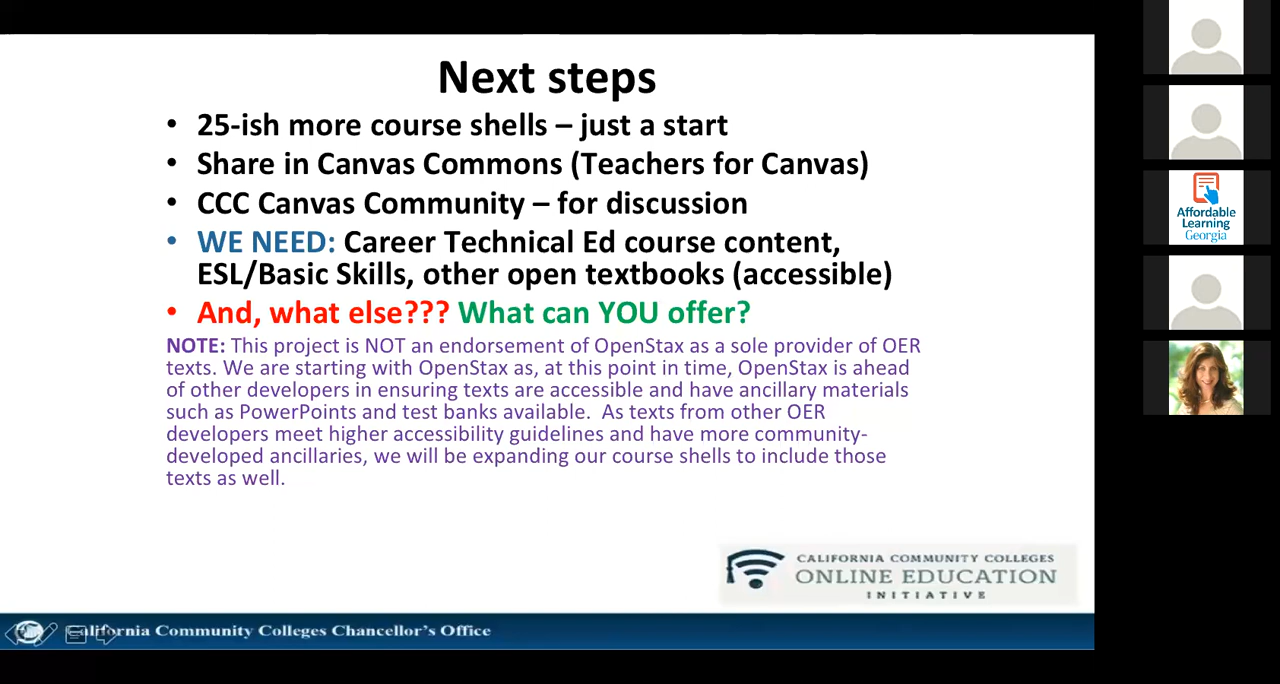 Next steps
• 25-ish more course shells – just a start
• Share in Canvas Commons (Teachers for Canvas)
• CCC Canvas Community – for discussion
• WE NEED: Career Technical Ed course content,
ESL/Basic Skills, other open textbooks (accessible)
• And, what else??? What can YOU offer?
NOTE: This project is NOT an endorsement of OpenStax as a sole provider of OER
texts. We are starting with OpenStax as, at this point in time, OpenStax is ahead
of other developers in ensuring texts are accessible and have ancillary materials
such as PowerPoints and test banks available.  As texts from other OER
developers meet higher accessibility guidelines and have more community-
developed ancillaries, we will be expanding our course shells to include those
texts as well.
CALIFORNIA COMMUNITY COLLEGES
ONLINE EDUCATION
INITIATIVE
California Community Colleges Chancellor's Office
Affordable
Learning
Georgia